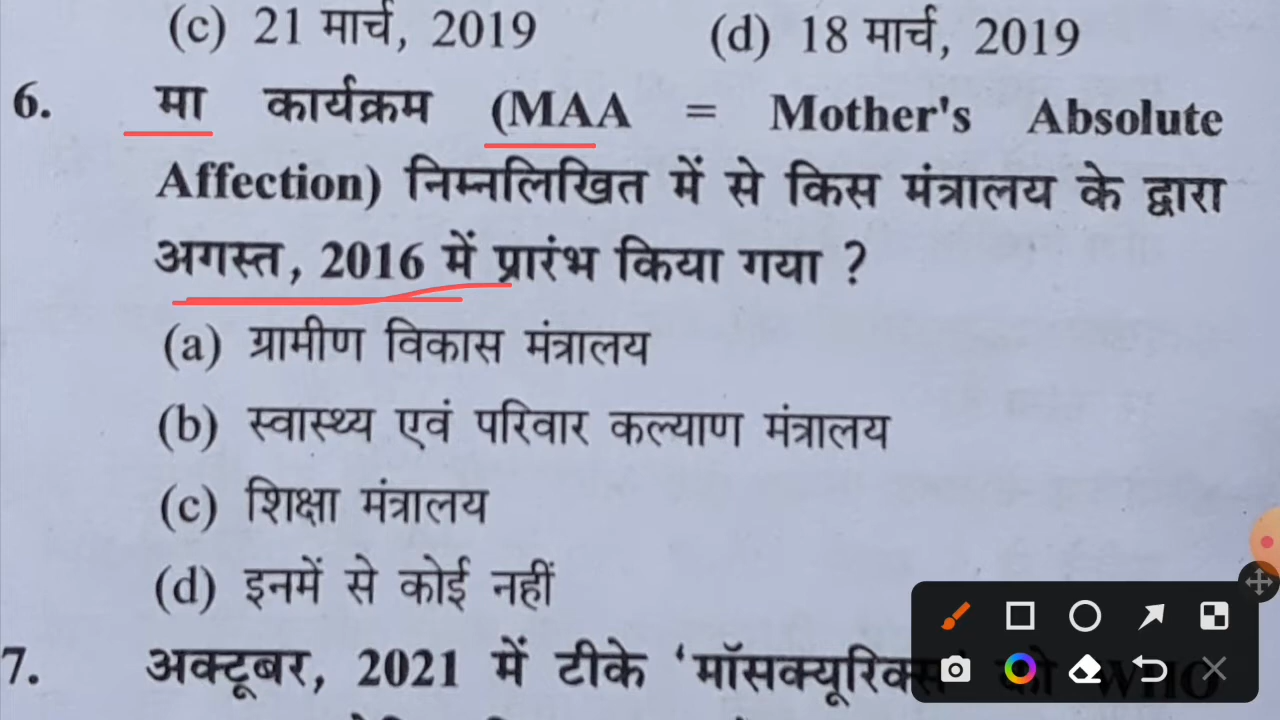 (c) 21 मार्च, 2019 (d) 18 मार्च, 2019
6. मा कार्यक्रम (MAA = Mother's Absolute
Affection) निम्नलिखित में से किस मंत्रालय के द्वारा
अगस्त, 2016 में प्रारंभ किया गया ?
(a) ग्रामीण विकास मंत्रालय
(b) स्वास्थ्य एवं परिवार कल्याण मंत्रालय
(c) शिक्षा मंत्रालय
(d) इनमें से कोई नहीं
7. अक्टूबर, 2021 में टीके 'मॉसक्यूरिक्स' को WHO